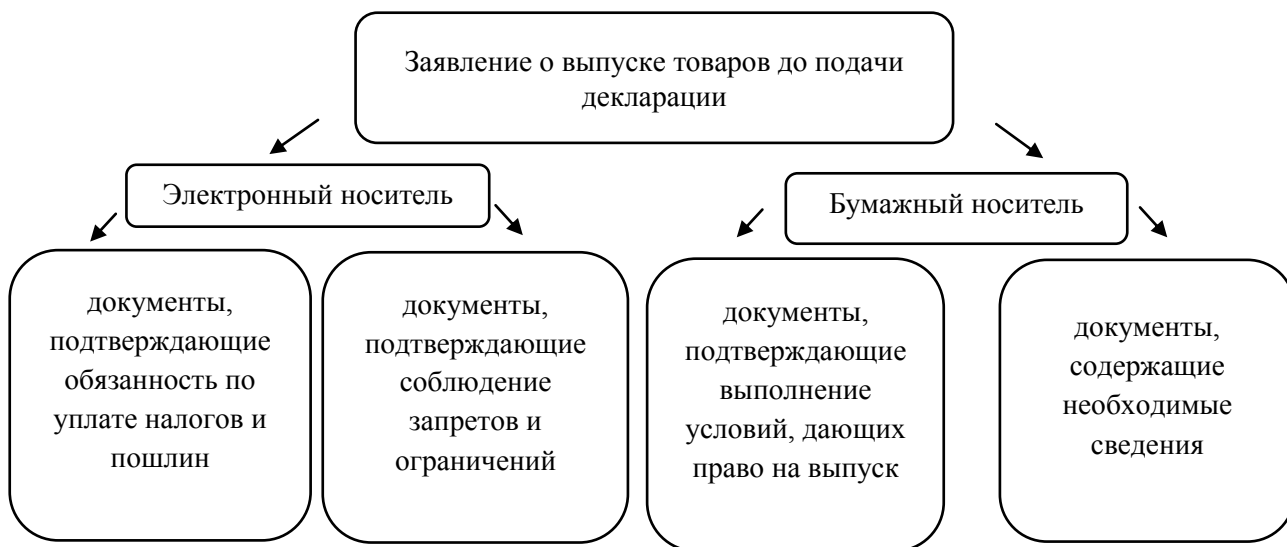 Заявление о выпуске товаров до подачи
декларации
Электронный носитель
Бумажный носитель
документы,
подтверждающие
обязанность по
уплате налогов и
пошлин
документы,
подтверждающие
соблюдение
запретов и
ограничений
документы,
подтверждающие
выполнение
условий, дающих
право на выпуск
документы,
содержащие
необходимые
сведения